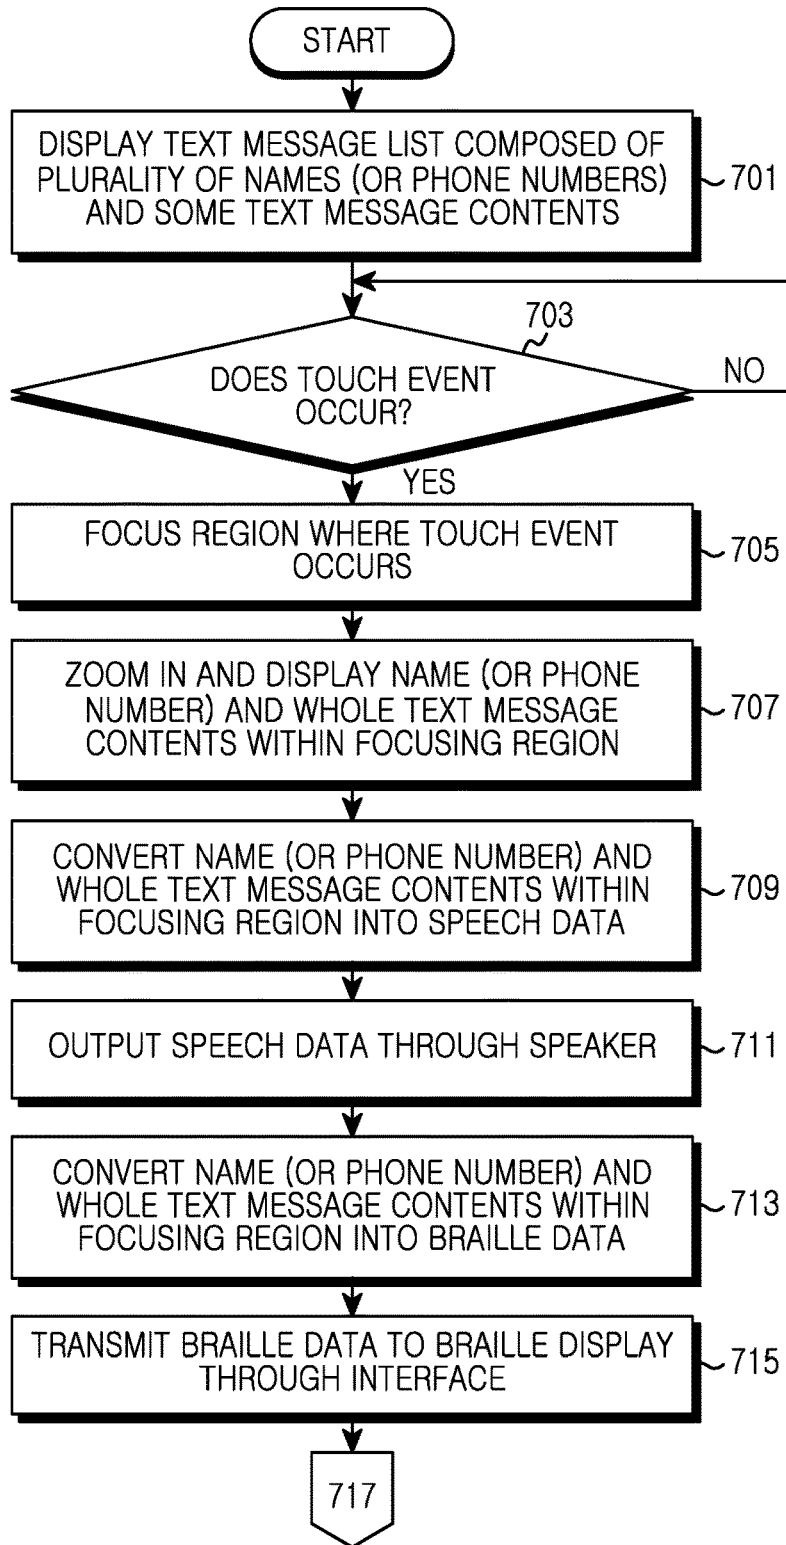 START
DISPLAY TEXT MESSAGE LIST COMPOSED OF
PLURALITY OF NAMES (OR PHONE NUMBERS)
AND SOME TEXT MESSAGE CONTENTS
701
703
DOES TOUCH EVENT
OCCUR?
NO
YES
FOCUS REGION WHERE TOUCH EVENT
OCCURS
705
ZOOM IN AND DISPLAY NAME (OR PHONE
NUMBER) AND WHOLE TEXT MESSAGE
CONTENTS WITHIN FOCUSING REGION
707
CONVERT NAME (OR PHONE NUMBER) AND
WHOLE TEXT MESSAGE CONTENTS WITHIN
FOCUSING REGION INTO SPEECH DATA
709
OUTPUT SPEECH DATA THROUGH SPEAKER
711
CONVERT NAME (OR PHONE NUMBER) AND
WHOLE TEXT MESSAGE CONTENTS WITHIN
FOCUSING REGION INTO BRAILLE DATA
713
TRANSMIT BRAILLE DATA TO BRAILLE DISPLAY
THROUGH INTERFACE
715
717